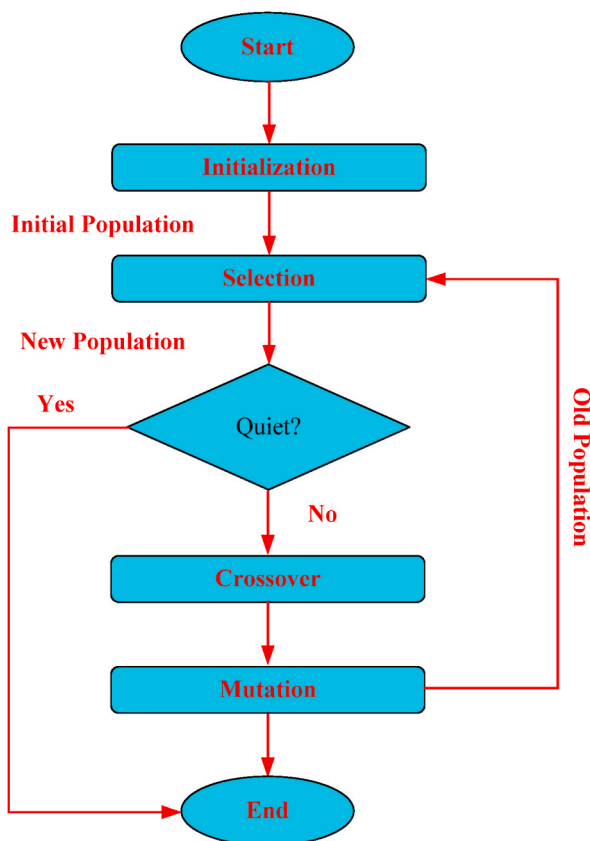 Start
Initialization
Initial Population
Selection
New Population
Yes
Quiet?
Old Population
No
Crossover
Mutation
End